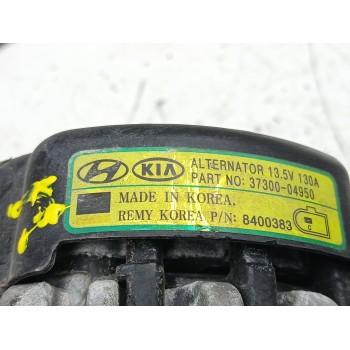 KIA ALTERNATOR 13.5V 130A
PART NO: 37300-04950
MADE IN KOREA.
REMY KOREA P/N: 8400383